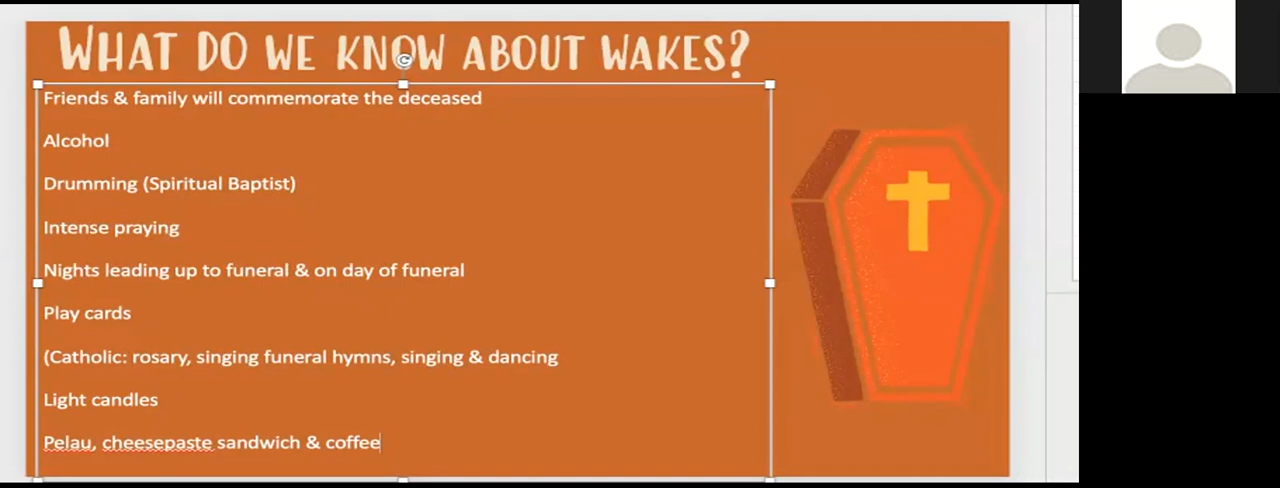 WHAT DO WE KNOW ABOUT WAKES?
Friends & family will commemorate the deceased
Alcohol
Drumming (Spiritual Baptist)
Intense praying
Nights leading up to funeral & on day of funeral
Play cards
(Catholic: rosary, singing funeral hymns, singing & dancing
Light candles
Pelau, cheesepaste sandwich & coffee